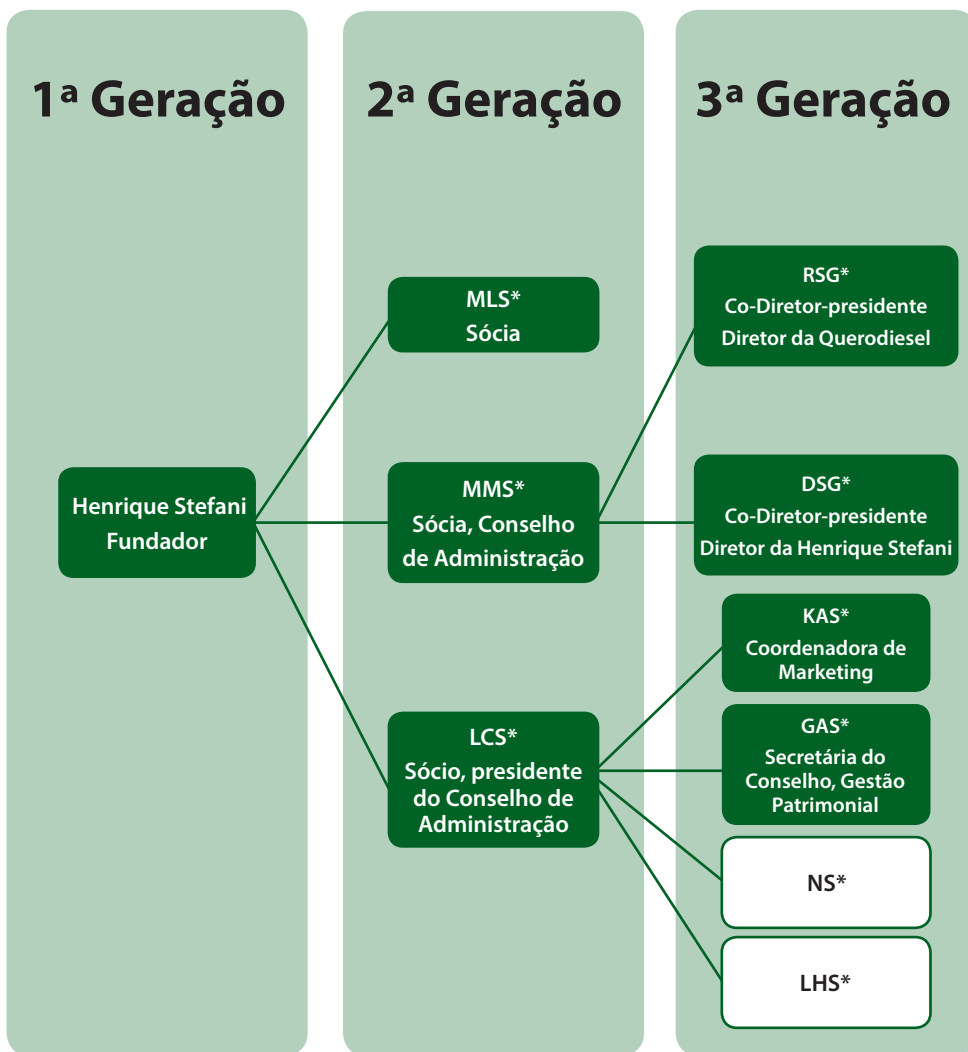 1ª Geração
2ª Geração
3ª Geração
Henrique Stefani
Fundador
MLS*
Sócia
MMS*
Sócia, Conselho
de Administração
LCS*
Sócio, presidente
do Conselho de
Administração
RSG*
Co-Diretor-presidente
Diretor da Querodiesel
DSG*
Co-Diretor-presidente
Diretor da Henrique Stefani
KAS*
Coordenadora de
Marketing
GAS*
Secretária do
Conselho, Gestão
Patrimonial
NS*
LHS*